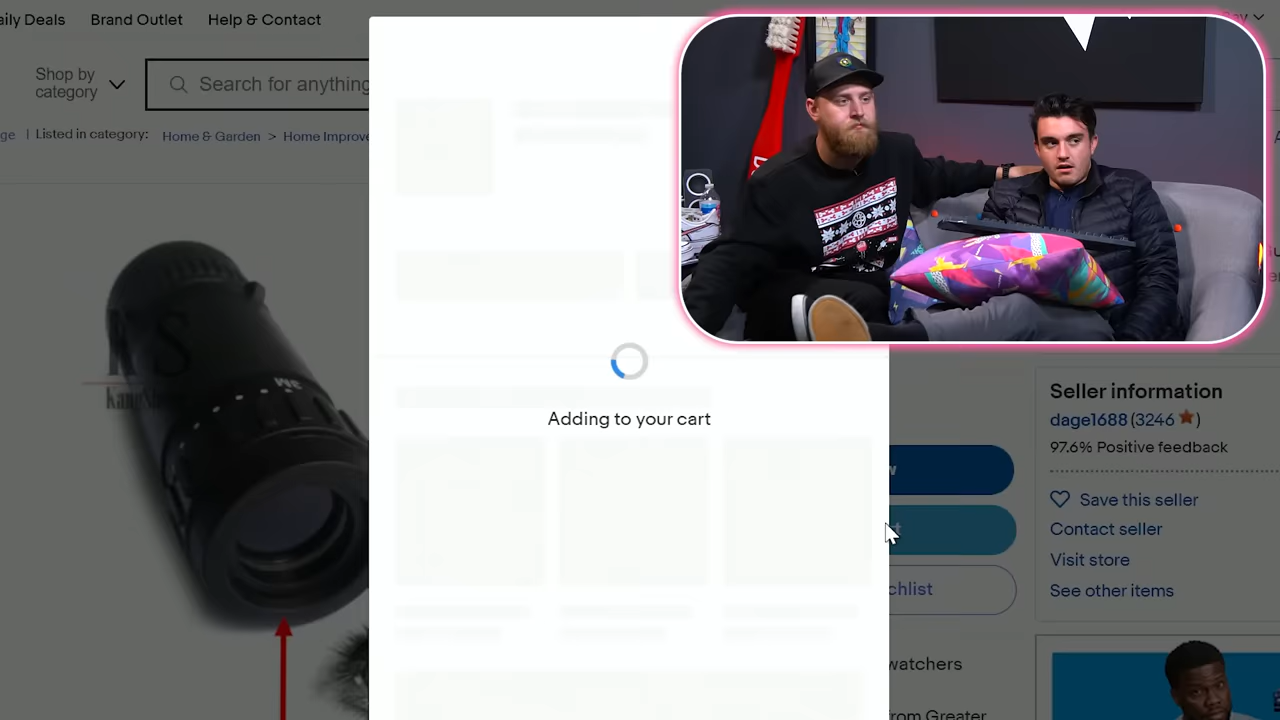 aily Deals Brand Outlet Help & Contact
Shop by
category
Search for anything
ge | Listed in category: Home & Garden > Home Improve
3M
Adding to your cart
Seller information
dage1688 (3246 )
97.6% Positive feedback
Save this seller
Contact seller
Visit store
See other items
chlist
watchers
rom Greater